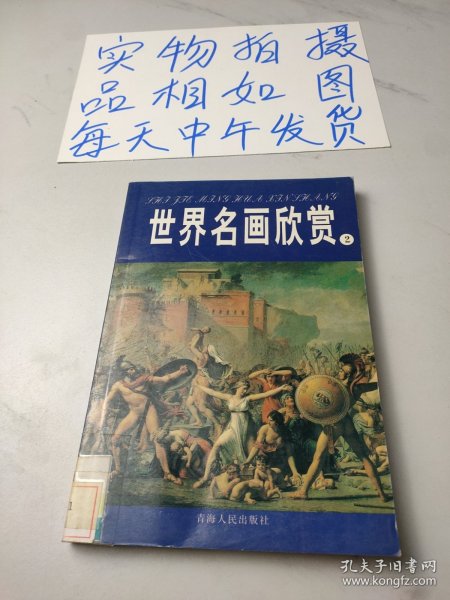 实物拍摄
品相如图
每天中午发货
SHI JIE MING HUA XIN SHANG
世界名画欣赏2
青海人民出版社
孔夫子旧书网
www.kongfz.com